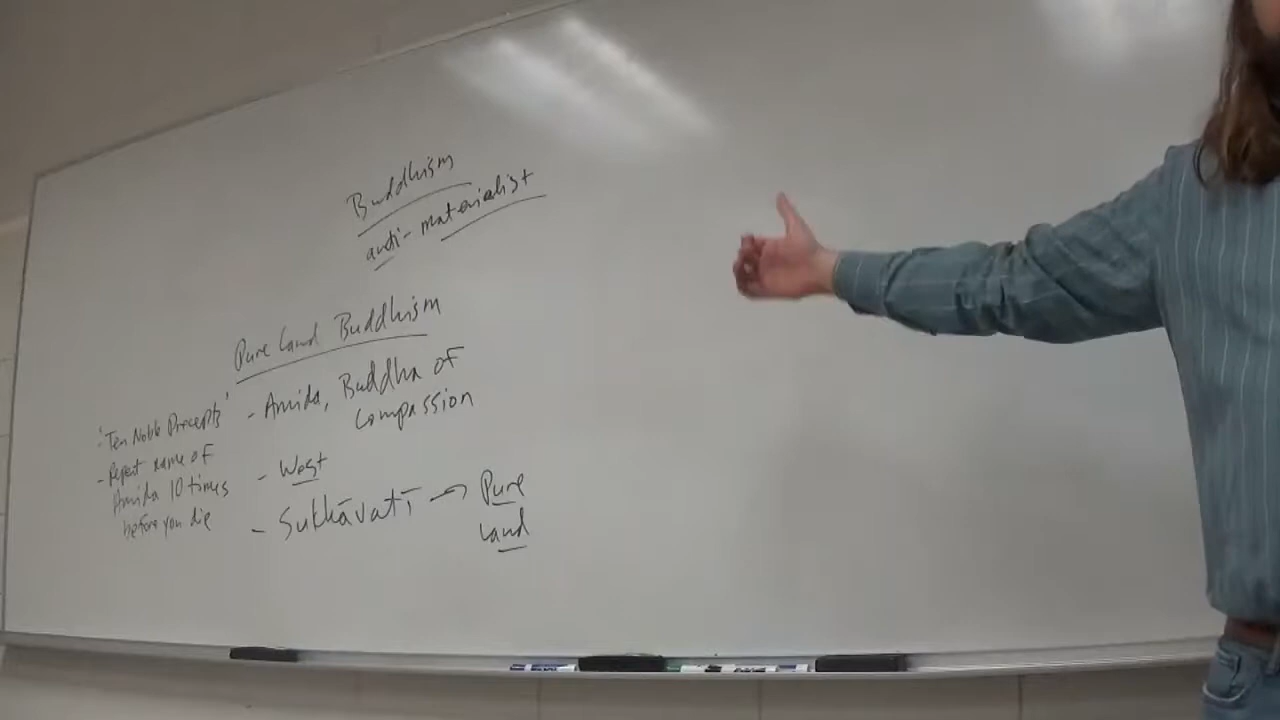 Buddhism
anti-materialist
Pure Land Buddhism
- Amida, Buddha of
Compassion
- West
- Sukhāvatī → Pure
Land
'Ten Noble Precepts'
- Repeat name of
Amida 10 times
before you die